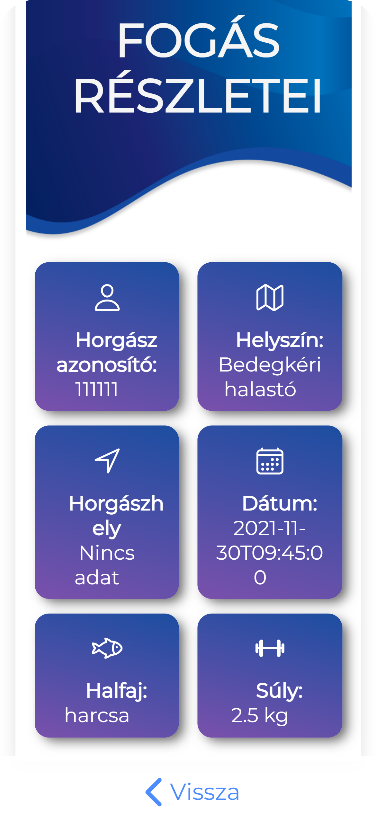 FOGÁS
RÉSZLETEI
Horgász
azonosító:
111111
Helyszín:
Bedegkéri
halastó
Horgászh
ely
Nincs
adat
Dátum:
2021-11-
30T09:45:0
0
Halfaj:
harcsa
Súly:
2.5 kg
Vissza